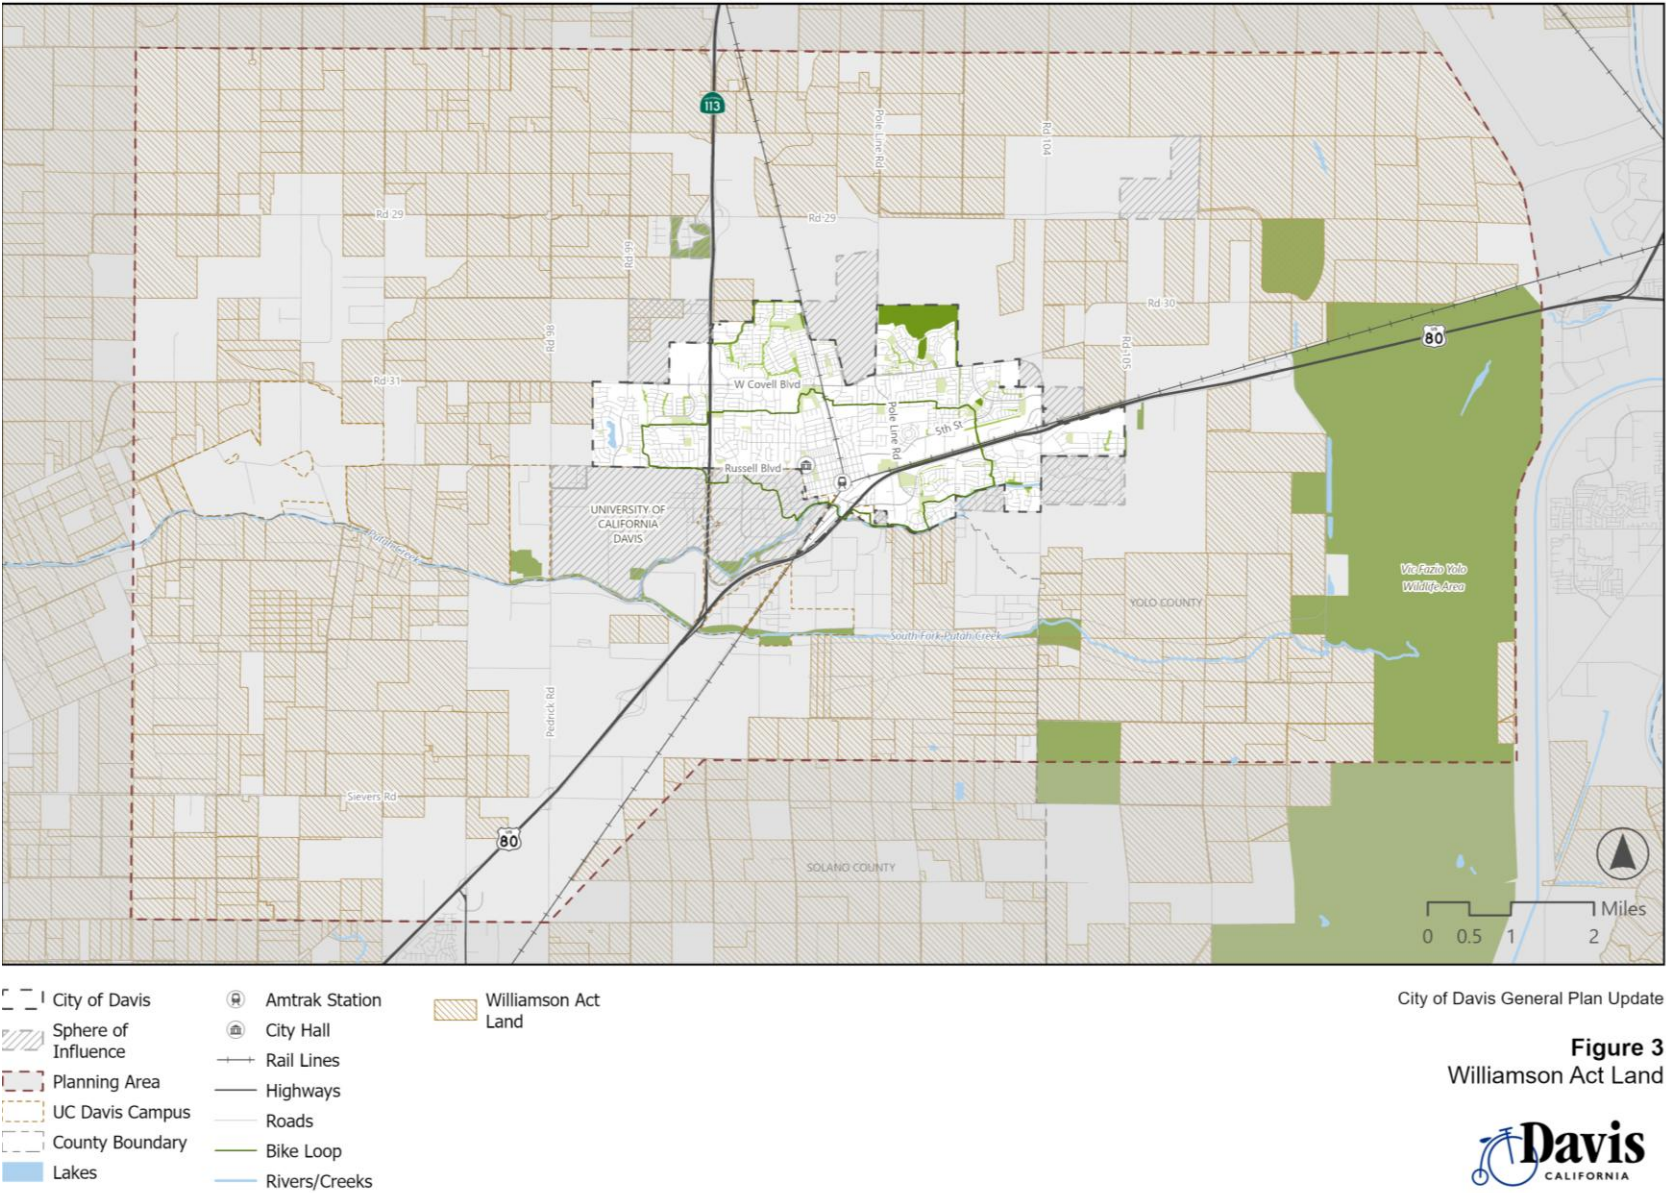 113
Pole Line Rd
Rd 104
Rd 29
Rd 29
Rd 99
Rd 30
Rd 98
Rd 105
US
80
Rd 31
W Covell Blvd
Pole Line Rd
5th St
Russell Blvd
UNIVERSITY OF
CALIFORNIA
DAVIS
Putah Creek
Vic Fazio Yolo
Wildlife Area
YOLO COUNTY
South Fork Putah Creek
Pedrick Rd
Sievers Rd
US
80
SOLANO COUNTY
Miles
0 0.5 1 2
City of Davis
Sphere of
Influence
Planning Area
UC Davis Campus
County Boundary
Lakes
Amtrak Station
City Hall
Rail Lines
Highways
Roads
Bike Loop
Rivers/Creeks
Williamson Act
Land
City of Davis General Plan Update
Figure 3
Williamson Act Land
Davis
CALIFORNIA